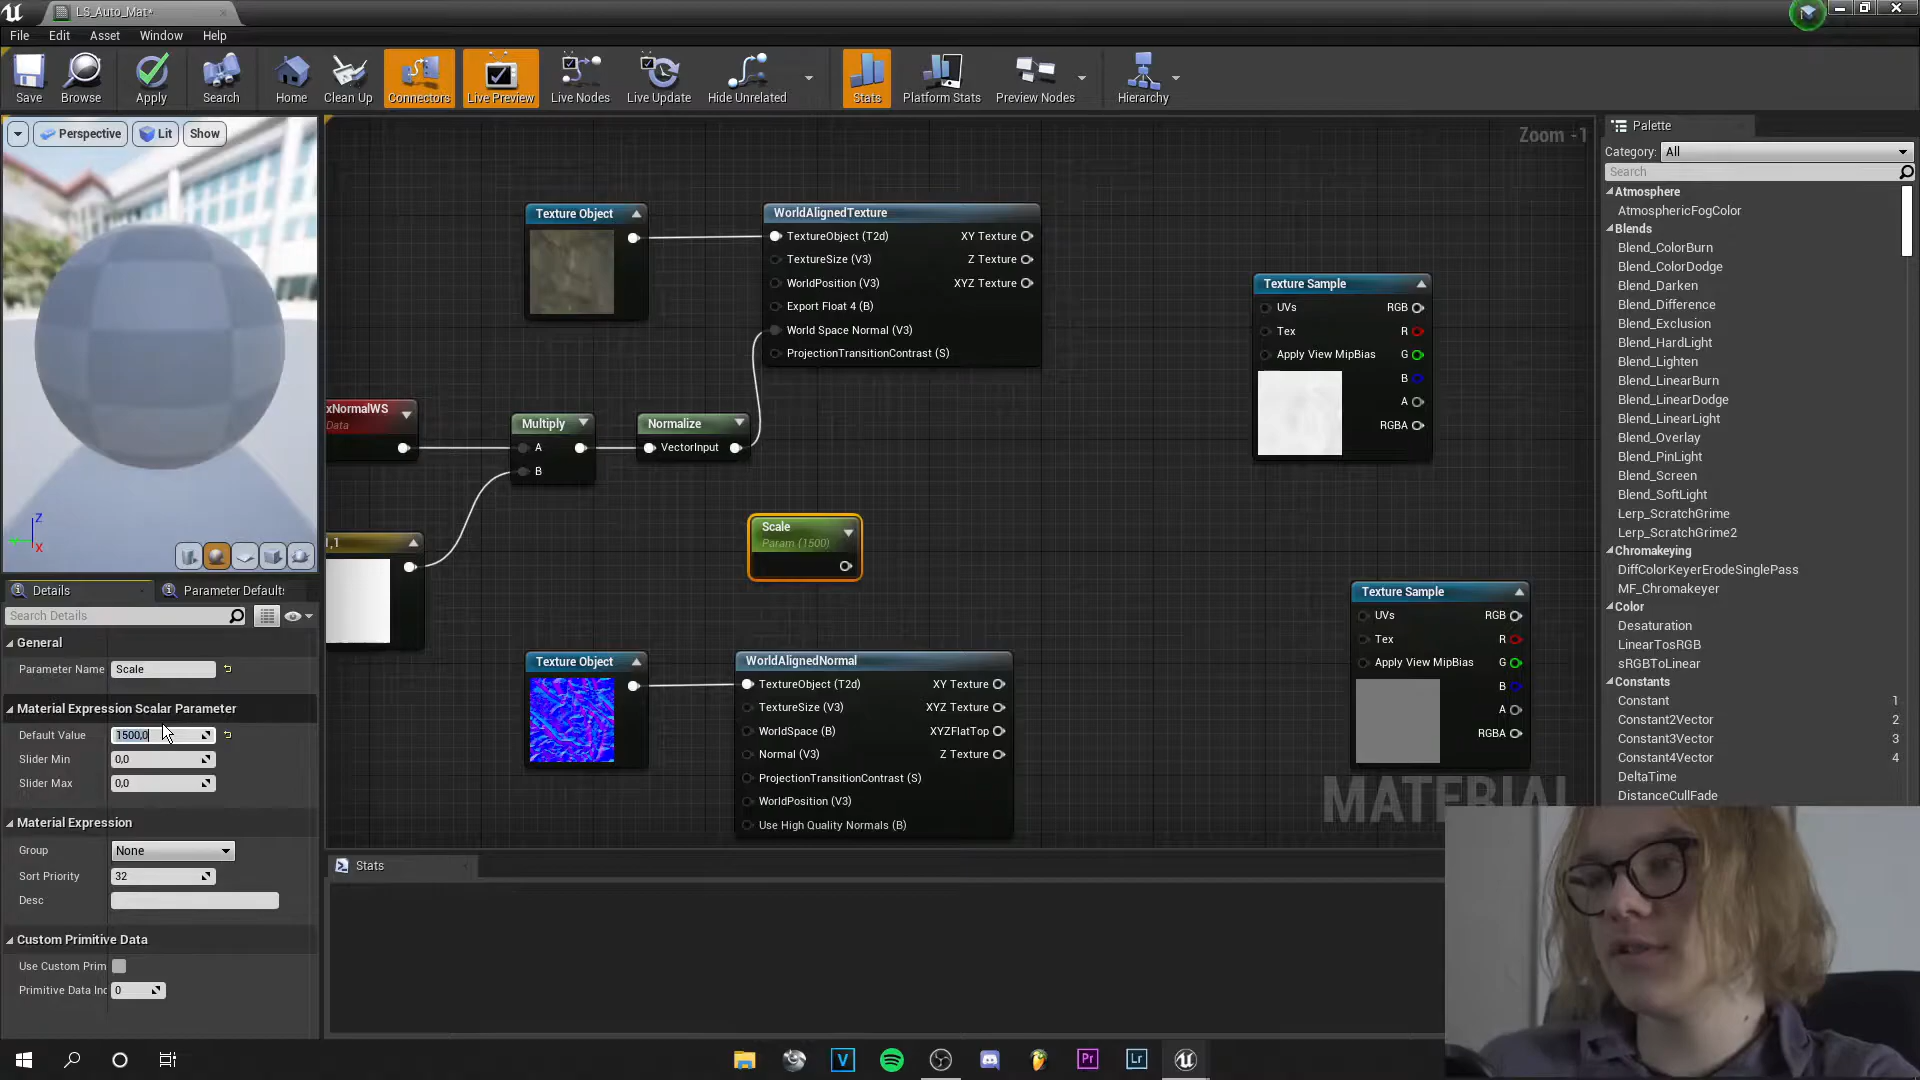 LS_Auto_Mat*
File Edit Asset Window Help
Save Browse Apply Search Home Clean Up Connectors Live Preview Live Nodes Live Update Hide Unrelated Stats Platform Stats Preview Nodes Hierarchy
Perspective Lit Show
Zoom -1
Palette
Category: All
Search
Atmosphere
AtmosphericFogColor
Blends
Blend_ColorBurn
Blend_ColorDodge
Blend_Darken
Blend_Difference
Blend_Exclusion
Blend_HardLight
Blend_Lighten
Blend_LinearBurn
Blend_LinearDodge
Blend_LinearLight
Blend_Overlay
Blend_PinLight
Blend_Screen
Blend_SoftLight
Lerp_ScratchGrime
Lerp_ScratchGrime2
Chromakeying
DiffColorKeyerErodeSinglePass
MF_Chromakeyer
Color
Desaturation
LinearTosRGB
sRGBToLinear
Constants
Constant 1
Constant2Vector 2
Constant3Vector 3
Constant4Vector 4
DeltaTime
DistanceCullFade
Texture Object
WorldAlignedTexture
TextureObject (T2d) XY Texture
TextureSize (V3) Z Texture
WorldPosition (V3) XYZ Texture
Export Float 4 (B)
World Space Normal (V3)
ProjectionTransitionContrast (S)
Texture Sample
UVs RGB
Tex R
Apply View MipBias G
B
A
RGBA
xNormalWS
Data
Multiply
A
B
Normalize
VectorInput
1,1
Scale
Param (1500)
Texture Object
WorldAlignedNormal
TextureObject (T2d) XY Texture
TextureSize (V3) XYZ Texture
WorldSpace (B) XYZFlatTop
Normal (V3) Z Texture
ProjectionTransitionContrast (S)
WorldPosition (V3)
Use High Quality Normals (B)
Texture Sample
UVs RGB
Tex R
Apply View MipBias G
B
A
RGBA
MATERIAL
Z
X
Details Parameter Defaults
Search Details
General
Parameter Name Scale
Material Expression Scalar Parameter
Default Value 1500,0
Slider Min 0,0
Slider Max 0,0
Material Expression
Group None
Sort Priority 32
Desc
Custom Primitive Data
Use Custom Prim
Primitive Data Inc 0
Stats
V Pr Lr